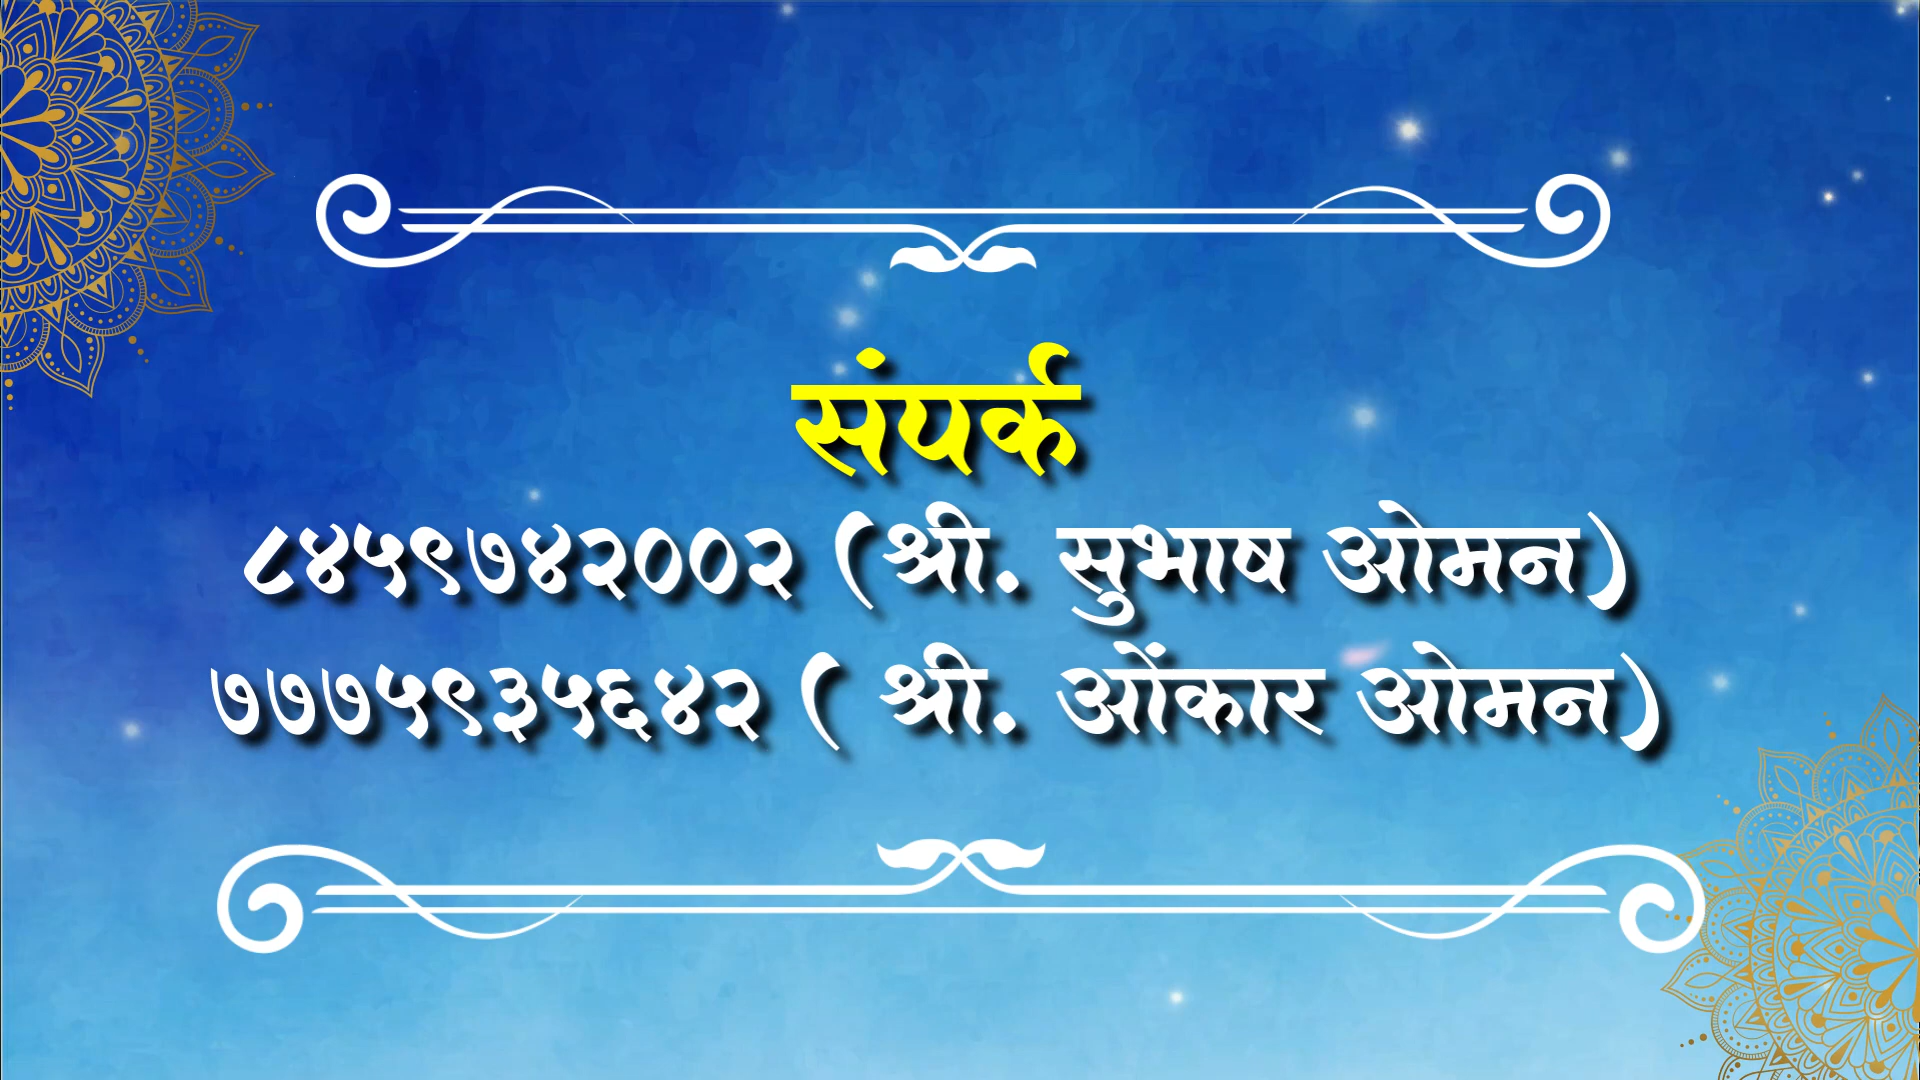 संपर्क
८४५९७४२००२ (श्री. सुभाष ओमन)
७७७५९३५६४२ ( श्री. ओंकार ओमन)